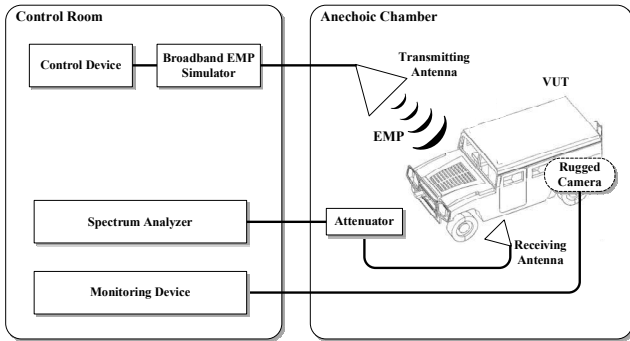 Control Room
Anechoic Chamber
Control Device
Broadband EMP
Simulator
Transmitting
Antenna
VUT
EMP
Rugged
Camera
Spectrum Analyzer
Attenuator
Receiving
Antenna
Monitoring Device